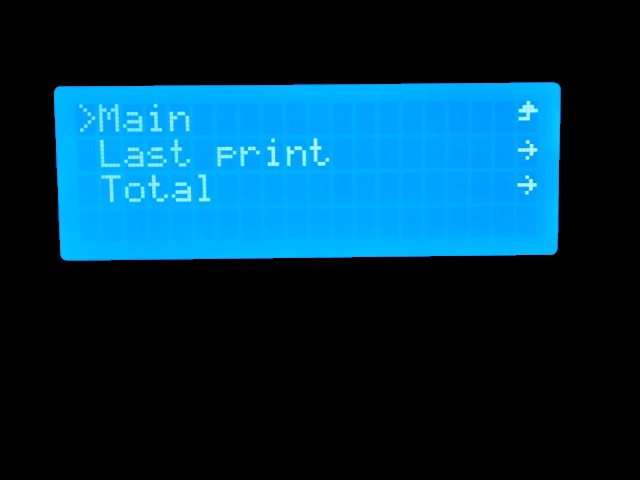 >Main
Last print →
Total →